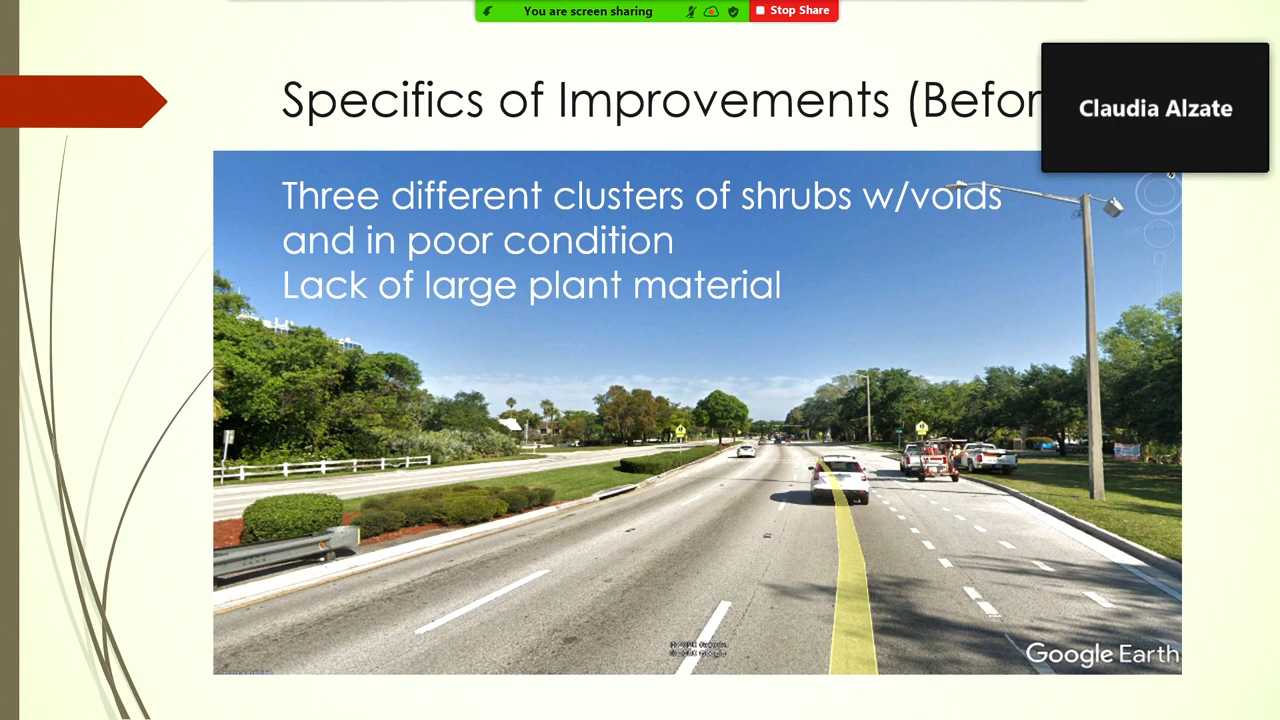 You are screen sharing
Stop Share
Specifics of Improvements (Befor
Claudia Alzate
Three different clusters of shrubs w/voids
and in poor condition
Lack of large plant material
Google Earth